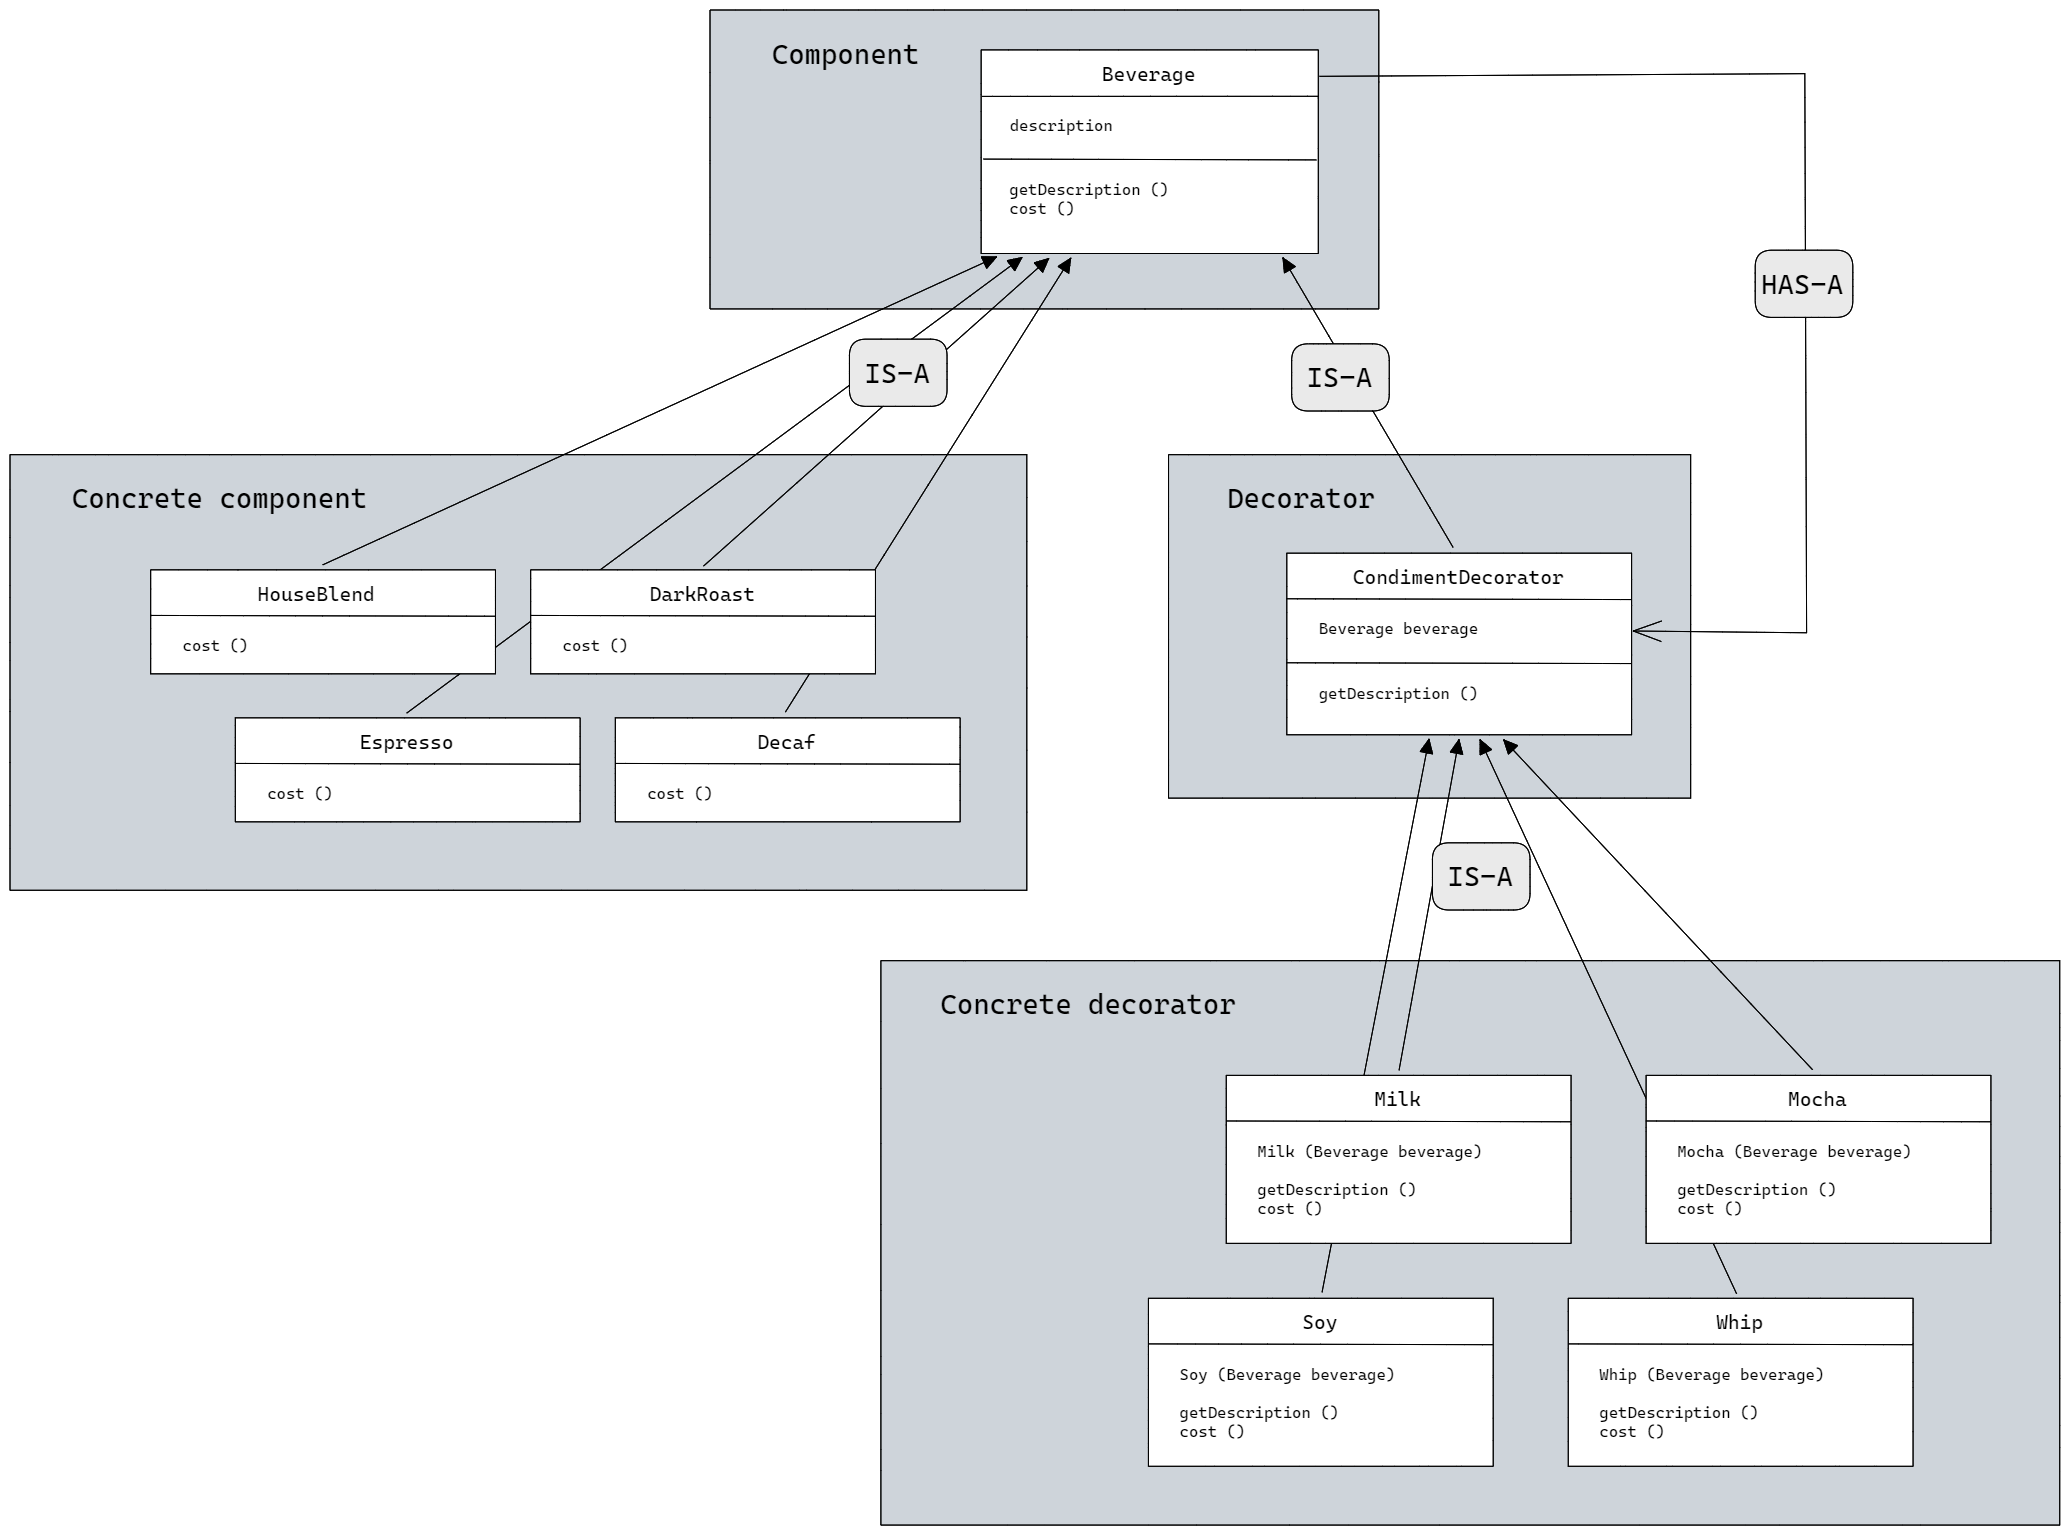 Component
Beverage
description
getDescription ()
cost ()
HAS-A
IS-A
IS-A
Concrete component
HouseBlend
cost ()
DarkRoast
cost ()
Espresso
cost ()
Decaf
cost ()
Decorator
CondimentDecorator
Beverage beverage
getDescription ()
IS-A
Concrete decorator
Milk
Milk (Beverage beverage)
getDescription ()
cost ()
Mocha
Mocha (Beverage beverage)
getDescription ()
cost ()
Soy
Soy (Beverage beverage)
getDescription ()
cost ()
Whip
Whip (Beverage beverage)
getDescription ()
cost ()